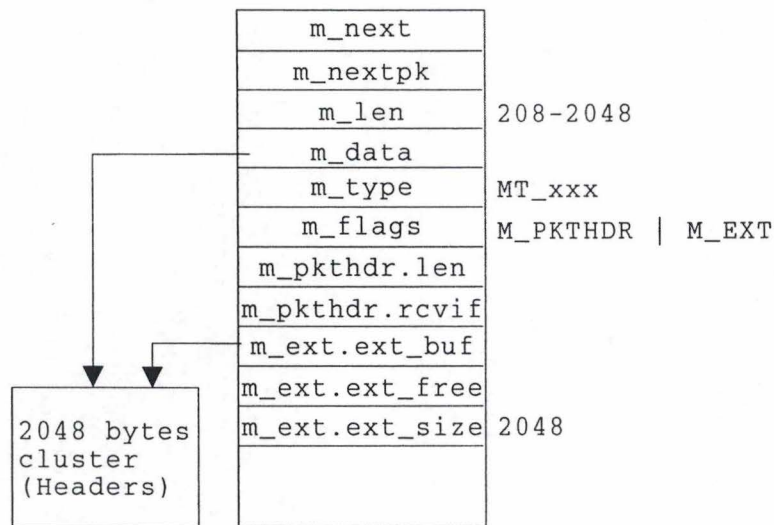 m_next
m_nextpk
m_len 208-2048
m_data
m_type MT_xxx
m_flags M_PKTHDR | M_EXT
m_pkthdr.len
m_pkthdr.rcvif
m_ext.ext_buf
m_ext.ext_free
m_ext.ext_size 2048
2048 bytes
cluster
(Headers)